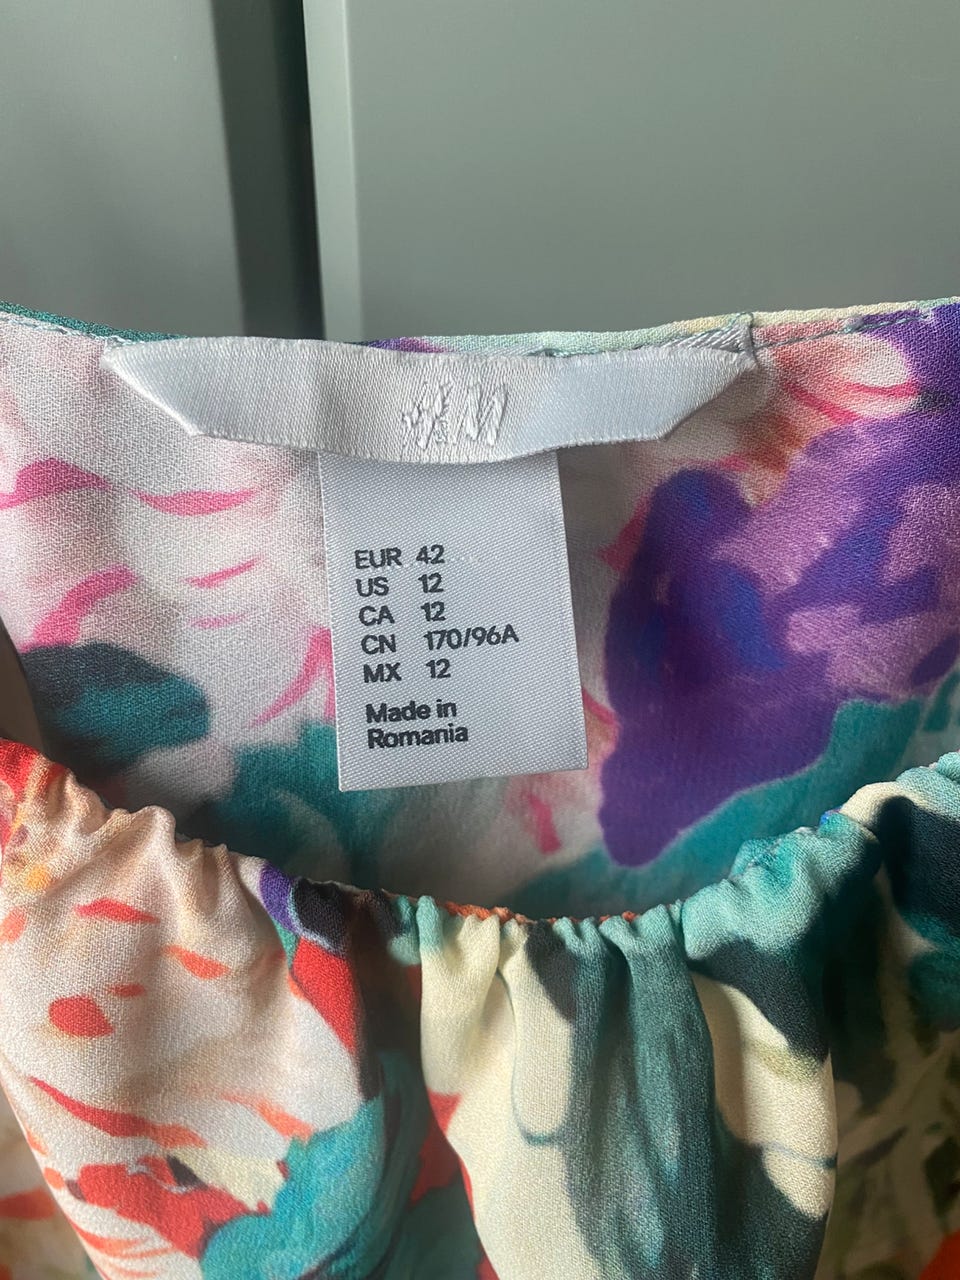 H&M
EUR 42
US 12
CA 12
CN 170/96A
MX 12
Made in
Romania